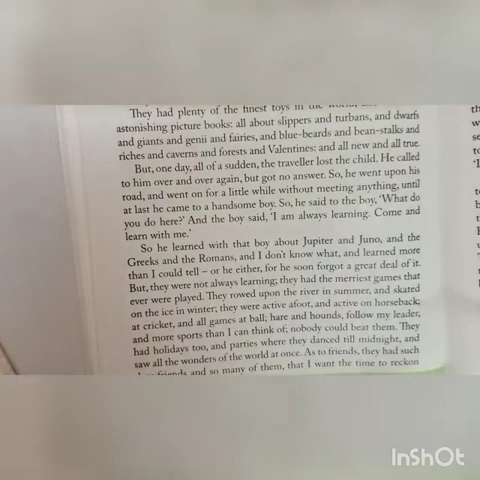 They had plenty of the finest toys in the world,
astonishing picture books: all about slippers and turbans, and dwarfs
and giants and genii and fairies, and blue-beards and bean-stalks and
riches and caverns and forests and Valentines: and all new and all true.
But, one day, all of a sudden, the traveller lost the child. He called
to him over and over again, but got no answer. So, he went upon his
road, and went on for a little while without meeting anything, until
at last he came to a handsome boy. So, he said to the boy, 'What do
you do here?' And the boy said, 'I am always learning. Come and
learn with me.'
So he learned with that boy about Jupiter and Juno, and the
Greeks and the Romans, and I don't know what, and learned more
than I could tell – or he either, for he soon forgot a great deal of it.
But, they were not always learning; they had the merriest games that
ever were played. They rowed upon the river in summer, and skated
on the ice in winter; they were active afoot, and active on horseback;
at cricket, and all games at ball; hare and hounds, follow my leader,
and more sports than I can think of; nobody could beat them. They
had holidays too, and parties where they danced till midnight, and
saw all the wonders of the world at once. As to friends, they had such
friends and so many of them, that I want the time to reckon
InShOt